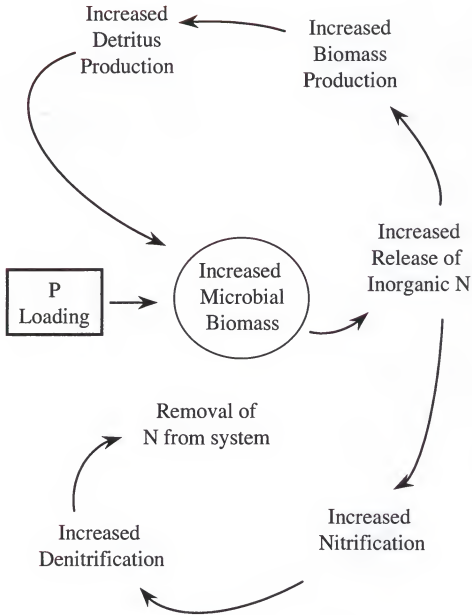 Increased
Detritus
Production
Increased
Biomass
Production
Increased
Release of
Inorganic N
P
Loading
Increased
Microbial
Biomass
Removal of
N from system
Increased
Nitrification
Increased
Denitrification